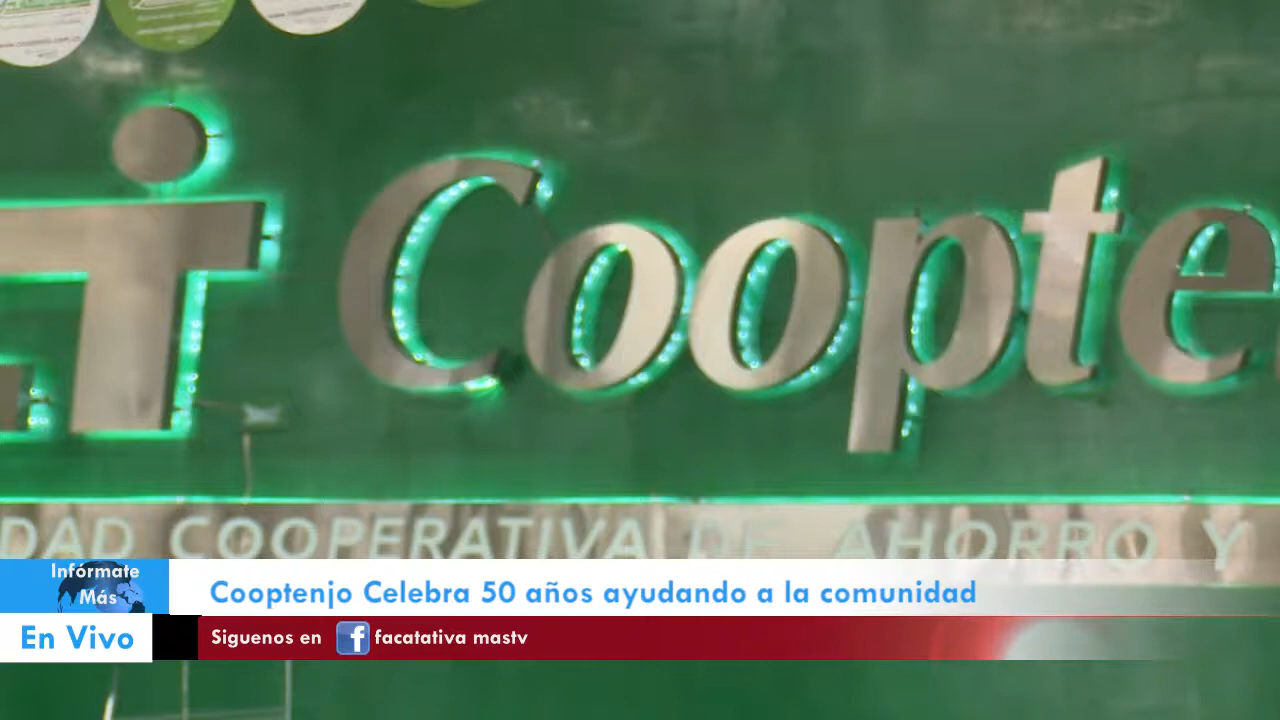 Coopte
DAD COOPERATIVA DE AHORRO Y
Infórmate
Más
Cooptenjo Celebra 50 años ayudando a la comunidad
En Vivo
Siguenos en f facatativa mastv